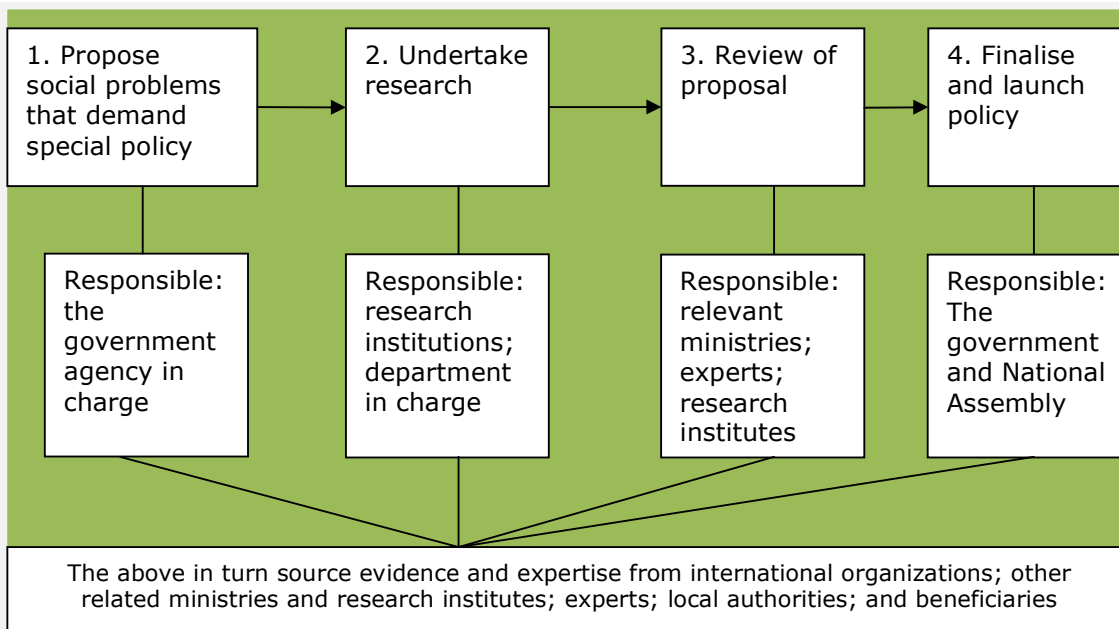 1. Propose
social problems
that demand
special policy
2. Undertake
research
3. Review of
proposal
4. Finalise
and launch
policy
Responsible:
the
government
agency in
charge
Responsible:
research
institutions;
department
in charge
Responsible:
relevant
ministries;
experts;
research
institutes
Responsible:
The
government
and National
Assembly
The above in turn source evidence and expertise from international organizations; other
related ministries and research institutes; experts; local authorities; and beneficiaries